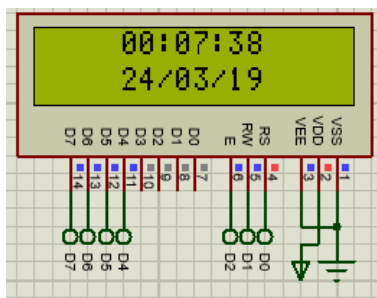 00:07:38
24/03/19
D7 D6 D5 D4 D3 D2 D1 D0 E RW RS VEE VDD VSS
14 13 12 11 10 9 8 7 6 5 4 3 2 1
D7 D6 D5 D4 D2 D1 D0